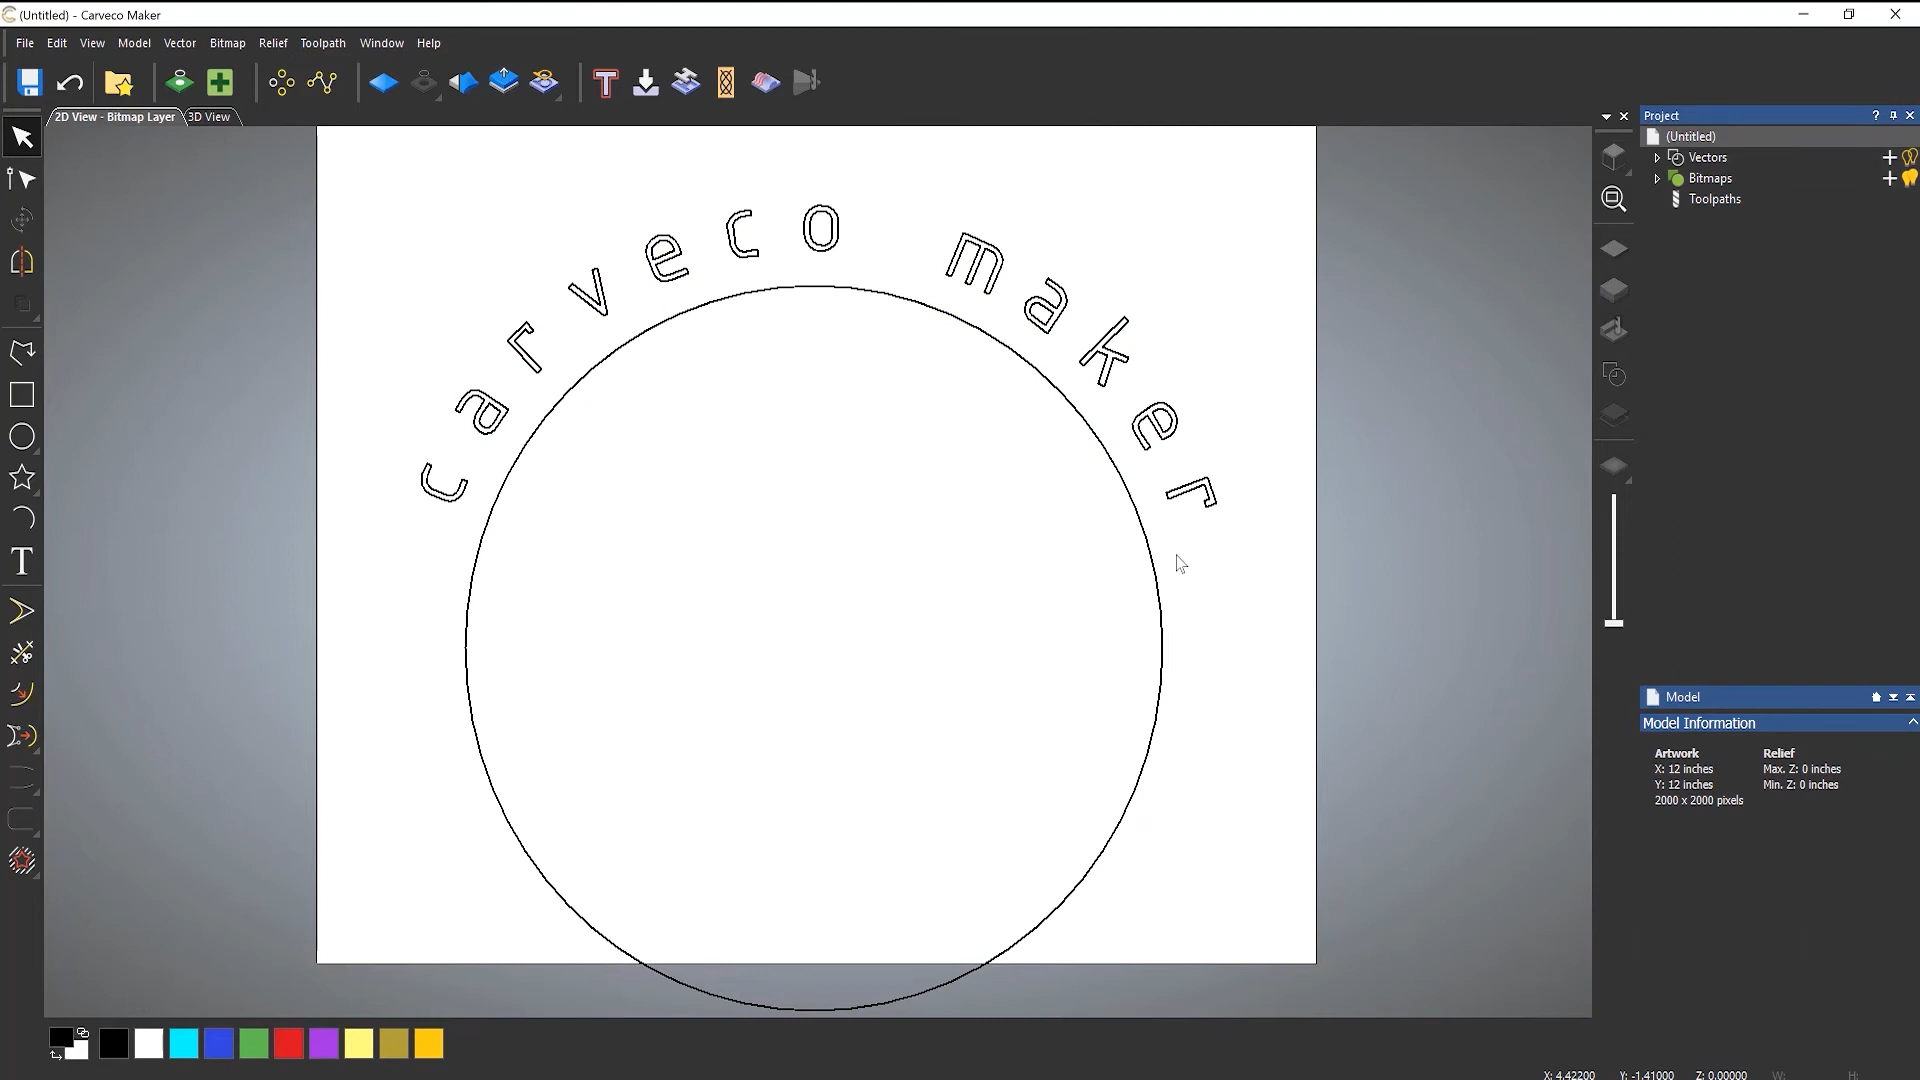 (Untitled) - Carveco Maker
File Edit View Model Vector Bitmap Relief Toolpath Window Help
2D View - Bitmap Layer 3D View
Project
(Untitled)
Vectors
Bitmaps
Toolpaths
carveco maker
T
Model
Model Information
Artwork Relief
X: 12 inches Max. Z: 0 inches
Y: 12 inches Min. Z: 0 inches
2000 x 2000 pixels
X: 4.42200 Y: -1.41000 Z: 0.00000 W: H: